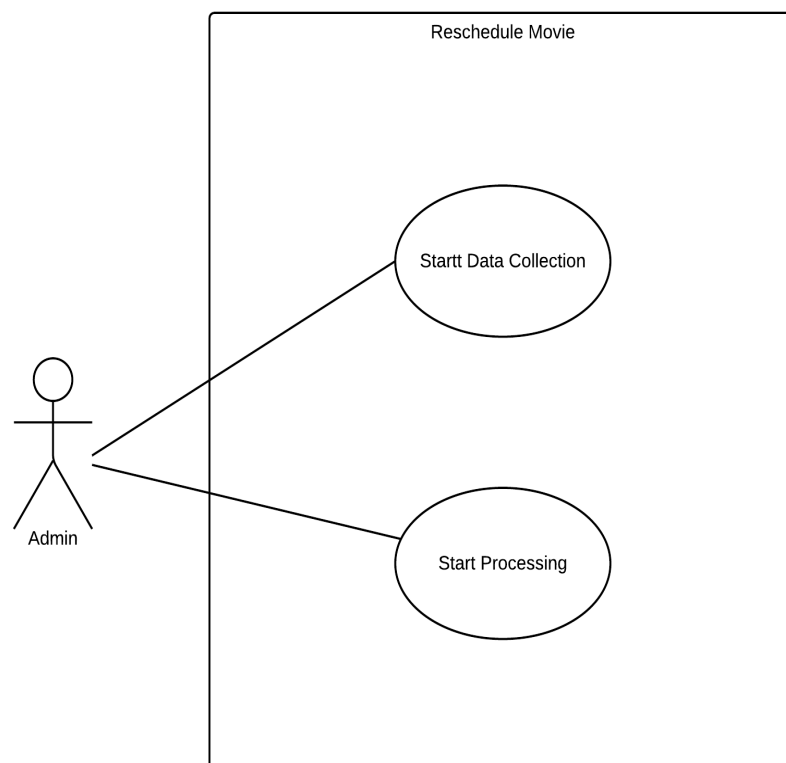 Reschedule Movie
Startt Data Collection
Admin
Start Processing